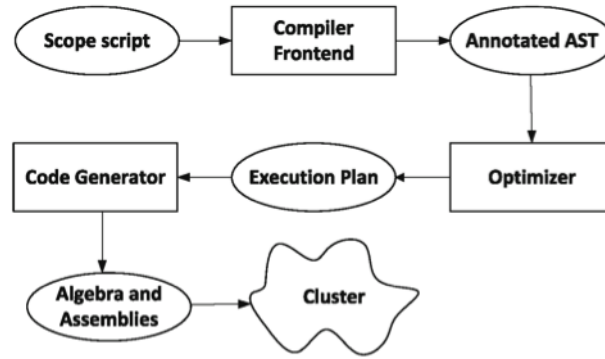 Scope script
Compiler
Frontend
Annotated AST
Code Generator
Execution Plan
Optimizer
Algebra and
Assemblies
Cluster